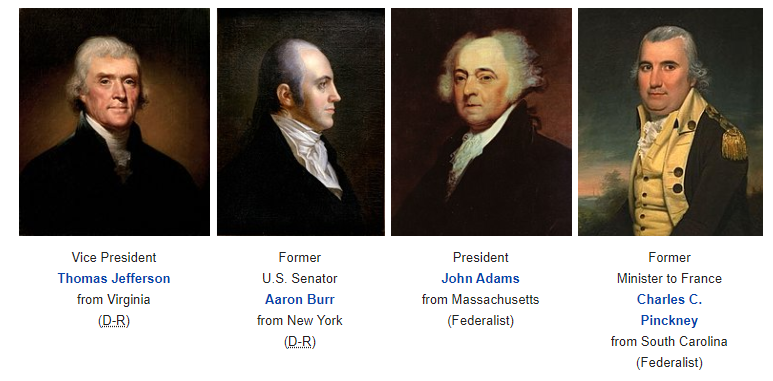 Vice President
Thomas Jefferson
from Virginia
(D-R)
Former
U.S. Senator
Aaron Burr
from New York
(D-R)
President
John Adams
from Massachusetts
(Federalist)
Former
Minister to France
Charles C.
Pinckney
from South Carolina
(Federalist)